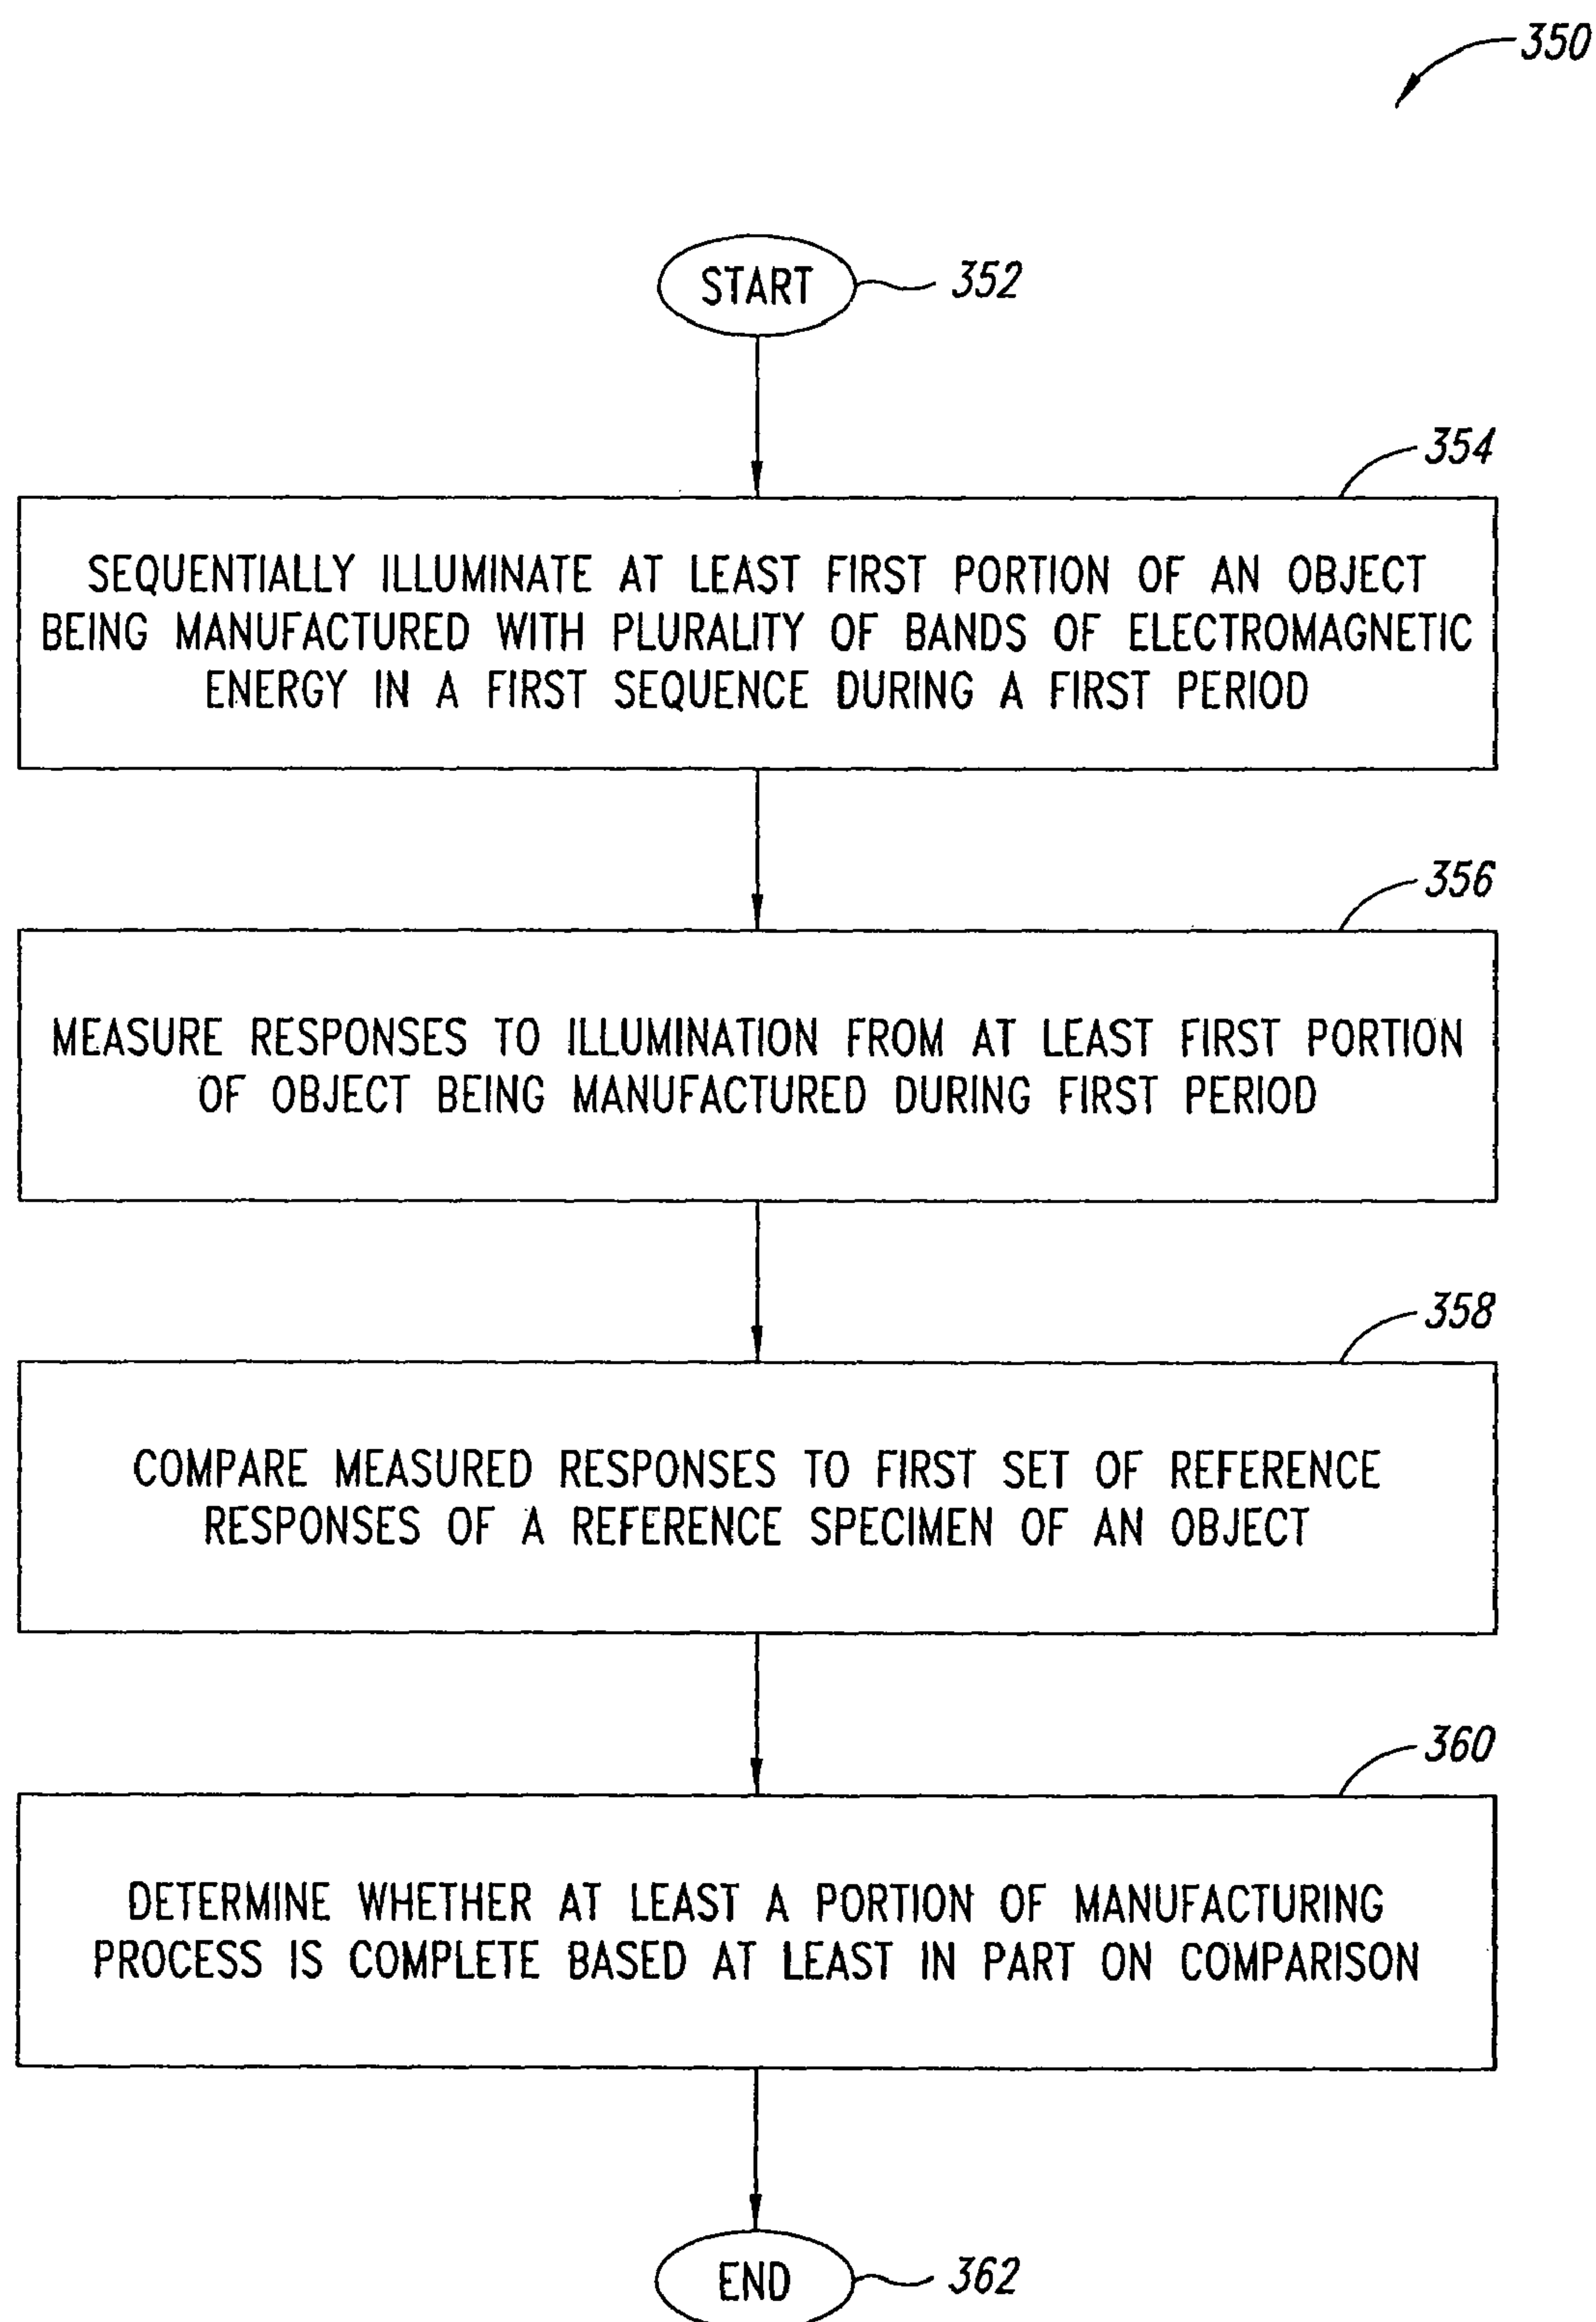 350
START
352
354
SEQUENTIALLY ILLUMINATE AT LEAST FIRST PORTION OF AN OBJECT
BEING MANUFACTURED WITH PLURALITY OF BANDS OF ELECTROMAGNETIC
ENERGY IN A FIRST SEQUENCE DURING A FIRST PERIOD
356
MEASURE RESPONSES TO ILLUMINATION FROM AT LEAST FIRST PORTION
OF OBJECT BEING MANUFACTURED DURING FIRST PERIOD
358
COMPARE MEASURED RESPONSES TO FIRST SET OF REFERENCE
RESPONSES OF A REFERENCE SPECIMEN OF AN OBJECT
360
DETERMINE WHETHER AT LEAST A PORTION OF MANUFACTURING
PROCESS IS COMPLETE BASED AT LEAST IN PART ON COMPARISON
END
362